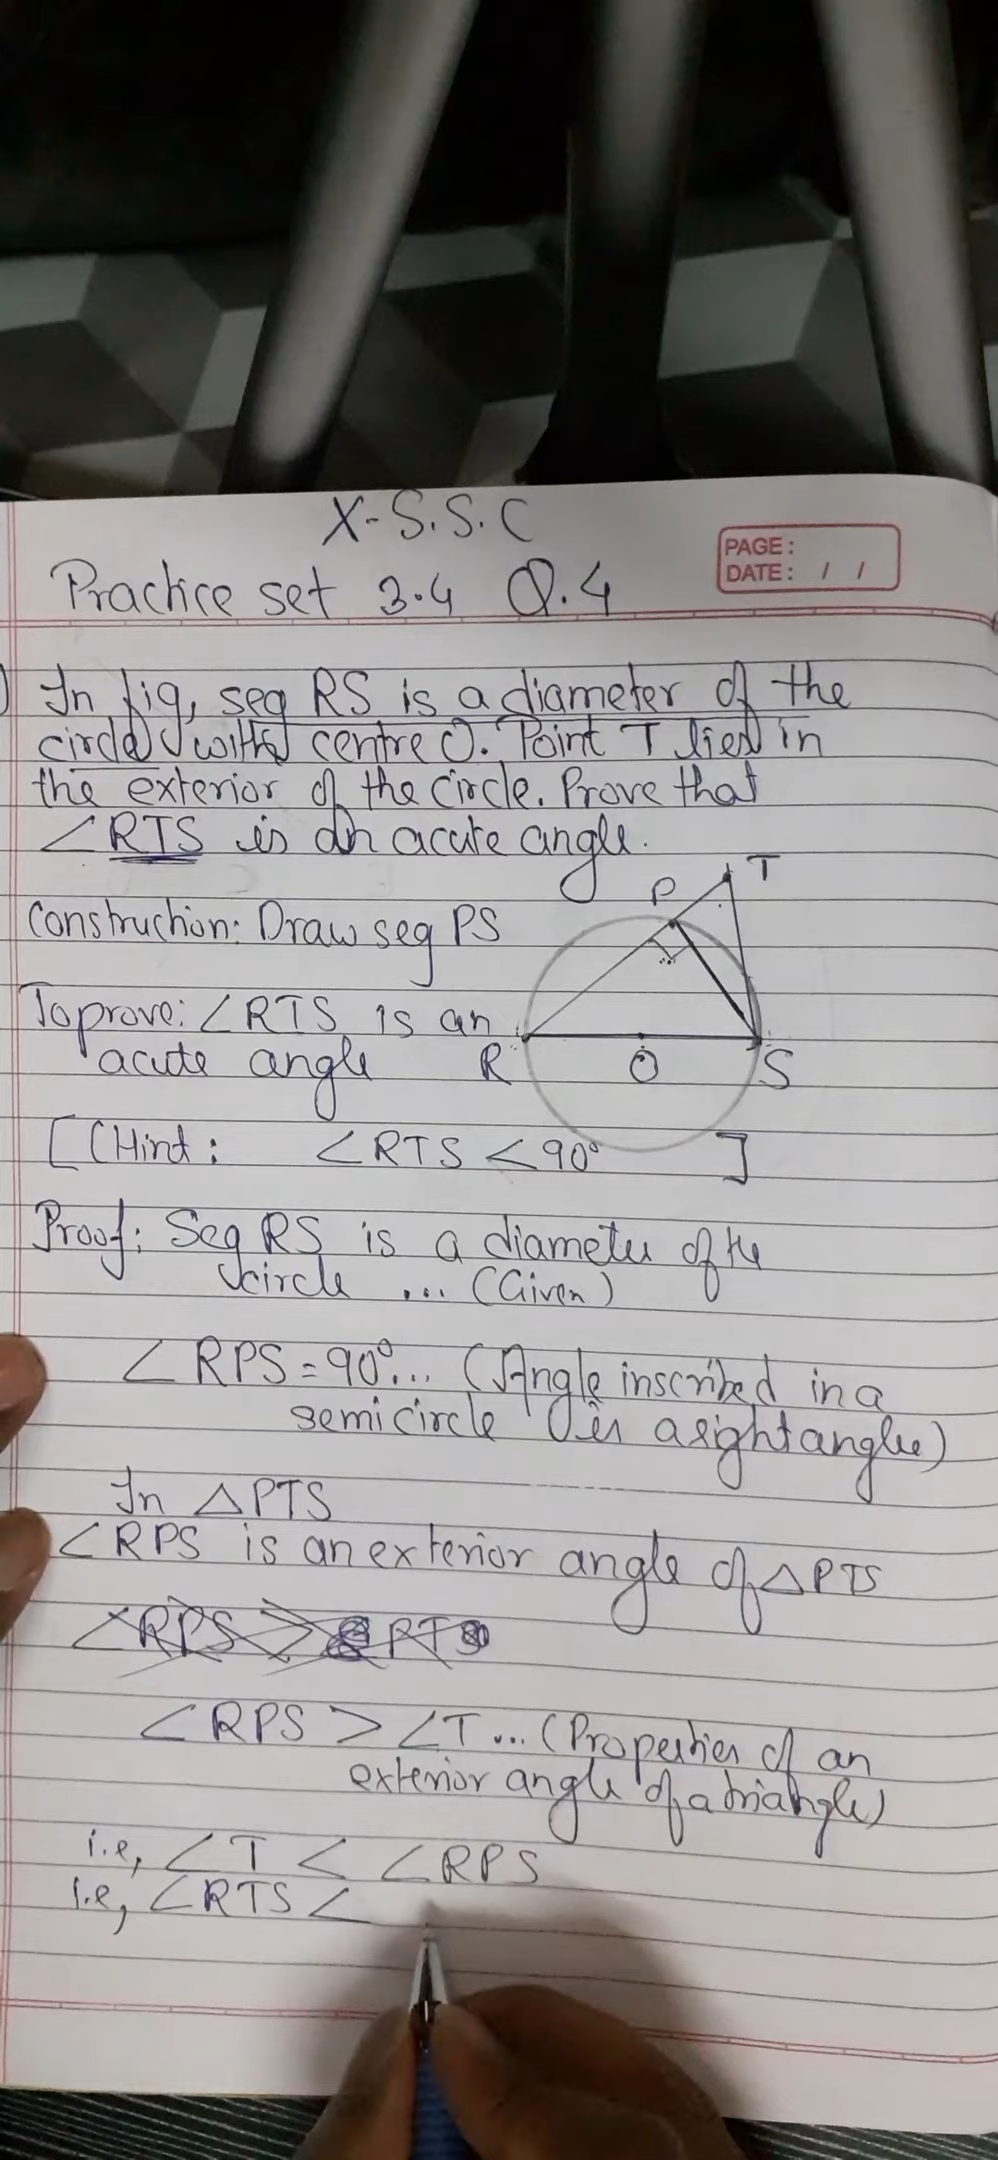 X-S.S.C
PAGE:
DATE: / /
Practice set 3.4 Q.4
In fig, seg RS is a diameter of the
circle with centre O. Point T lies in
the exterior of the circle. Prove that
∠RTS is an acute angle.
T
P
Construction: Draw seg PS
To prove: ∠RTS is an
acute angle
R O S
[(Hint: ∠RTS < 90° ]
Proof: Seg RS is a diameter of the
circle ... (Given)
∠RPS = 90°... (Angle inscribed in a
semicircle is a right angle)
In △PTS
∠RPS is an exterior angle of △PTS
∠RPS > ∠T ... (Properties of an
exterior angle of a triangle)
i.e, ∠T < ∠RPS
i.e, ∠RTS <